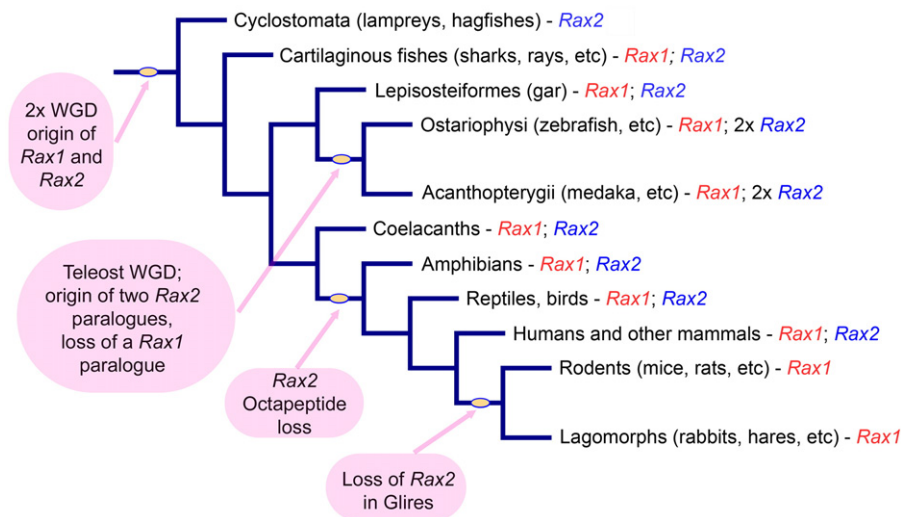 Cyclostomata (lampreys, hagfishes) - Rax2
Cartilaginous fishes (sharks, rays, etc) - Rax1; Rax2
Lepisosteiformes (gar) - Rax1; Rax2
Ostariophysi (zebrafish, etc) - Rax1; 2x Rax2
Acanthopterygii (medaka, etc) - Rax1; 2x Rax2
Coelacanths - Rax1; Rax2
Amphibians - Rax1; Rax2
Reptiles, birds - Rax1; Rax2
Humans and other mammals - Rax1; Rax2
Rodents (mice, rats, etc) - Rax1
Lagomorphs (rabbits, hares, etc) - Rax1
2x WGD
origin of
Rax1 and
Rax2
Teleost WGD;
origin of two Rax2
paralogues,
loss of a Rax1
paralogue
Rax2
Octapeptide
loss
Loss of Rax2
in Glires